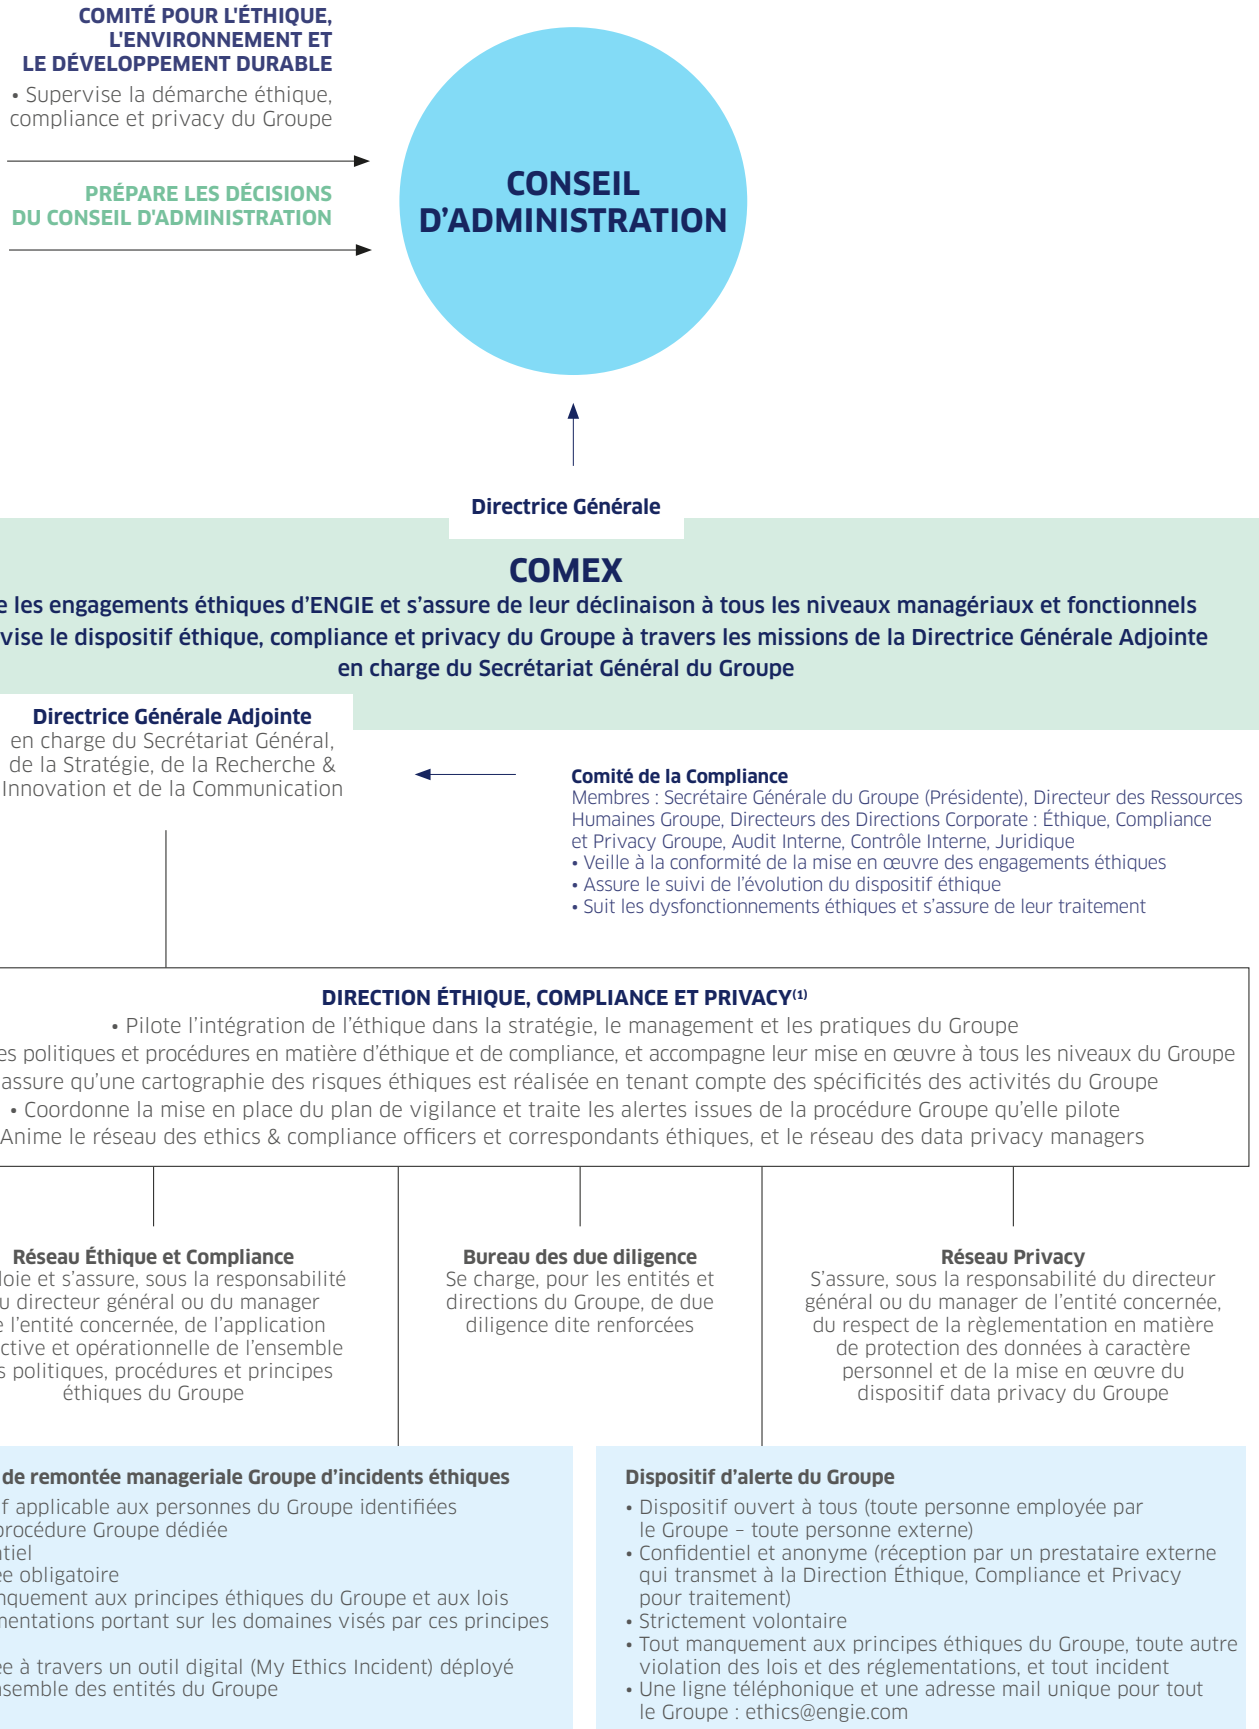 COMITÉ POUR L'ÉTHIQUE,
L'ENVIRONNEMENT ET
LE DÉVELOPPEMENT DURABLE
• Supervise la démarche éthique,
compliance et privacy du Groupe
PRÉPARE LES DÉCISIONS
DU CONSEIL D'ADMINISTRATION
CONSEIL
D'ADMINISTRATION
Directrice Générale
COMEX
les engagements éthiques d'ENGIE et s'assure de leur déclinaison à tous les niveaux managériaux et fonctionnels
le dispositif éthique, compliance et privacy du Groupe à travers les missions de la Directrice Générale Adjointe
en charge du Secrétariat Général du Groupe
Directrice Générale Adjointe
en charge du Secrétariat Général,
de la Stratégie, de la Recherche &
Innovation et de la Communication
Comité de la Compliance
Membres : Secrétaire Générale du Groupe (Présidente), Directeur des Ressources
Humaines Groupe, Directeurs des Directions Corporate : Éthique, Compliance
et Privacy Groupe, Audit Interne, Contrôle Interne, Juridique
• Veille à la conformité de la mise en œuvre des engagements éthiques
• Assure le suivi de l'évolution du dispositif éthique
• Suit les dysfonctionnements éthiques et s'assure de leur traitement
DIRECTION ÉTHIQUE, COMPLIANCE ET PRIVACY(1)
• Pilote l'intégration de l'éthique dans la stratégie, le management et les pratiques du Groupe
es politiques et procédures en matière d'éthique et de compliance, et accompagne leur mise en œuvre à tous les niveaux du Groupe
assure qu'une cartographie des risques éthiques est réalisée en tenant compte des spécificités des activités du Groupe
• Coordonne la mise en place du plan de vigilance et traite les alertes issues de la procédure Groupe qu'elle pilote
Anime le réseau des ethics & compliance officers et correspondants éthiques, et le réseau des data privacy managers
Réseau Éthique et Compliance
loie et s'assure, sous la responsabilité
u directeur général ou du manager
e l'entité concernée, de l'application
ctive et opérationnelle de l'ensemble
s politiques, procédures et principes
éthiques du Groupe
Bureau des due diligence
Se charge, pour les entités et
directions du Groupe, de due
diligence dite renforcées
Réseau Privacy
S'assure, sous la responsabilité du directeur
général ou du manager de l'entité concernée,
du respect de la règlementation en matière
de protection des données à caractère
personnel et de la mise en œuvre du
dispositif data privacy du Groupe
de remontée manageriale Groupe d'incidents éthiques
f applicable aux personnes du Groupe identifiées
procédure Groupe dédiée
ntiel
ée obligatoire
nquement aux principes éthiques du Groupe et aux lois
mentations portant sur les domaines visés par ces principes
ée à travers un outil digital (My Ethics Incident) déployé
nsemble des entités du Groupe
Dispositif d'alerte du Groupe
• Dispositif ouvert à tous (toute personne employée par
le Groupe – toute personne externe)
• Confidentiel et anonyme (réception par un prestataire externe
qui transmet à la Direction Éthique, Compliance et Privacy
pour traitement)
• Strictement volontaire
• Tout manquement aux principes éthiques du Groupe, toute autre
violation des lois et des réglementations, et tout incident
• Une ligne téléphonique et une adresse mail unique pour tout
le Groupe : ethics@engie.com